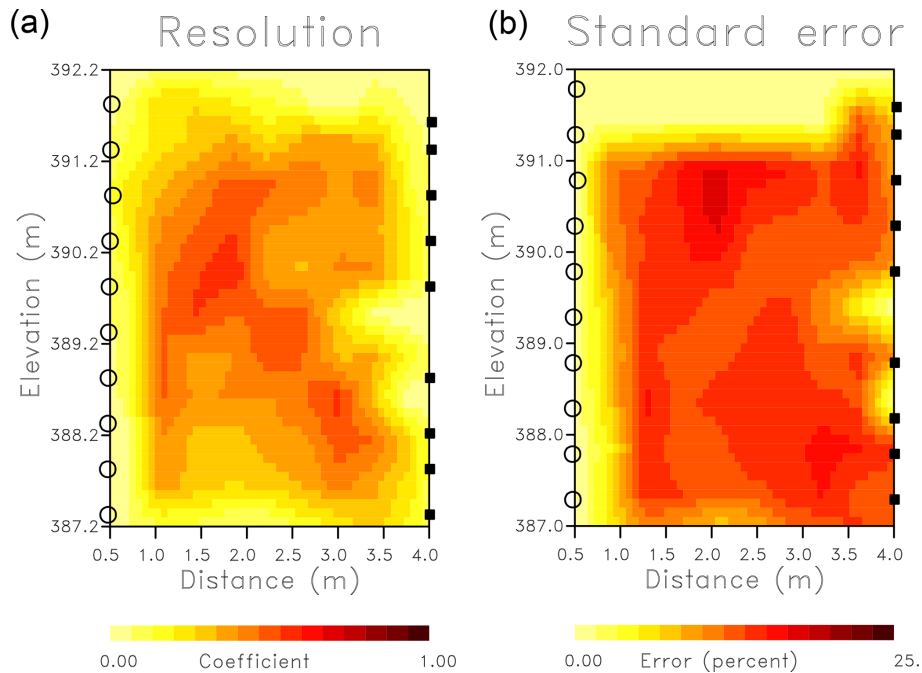 (a) Resolution
392.2
391.2
390.2
389.2
388.2
387.2
Elevation (m)
0.5 1.0 1.5 2.0 2.5 3.0 3.5 4.0
Distance (m)
0.00 Coefficient 1.00
(b) Standard error
392.0
391.0
390.0
389.0
388.0
387.0
Elevation (m)
0.5 1.0 1.5 2.0 2.5 3.0 3.5 4.0
Distance (m)
0.00 Error (percent) 25.